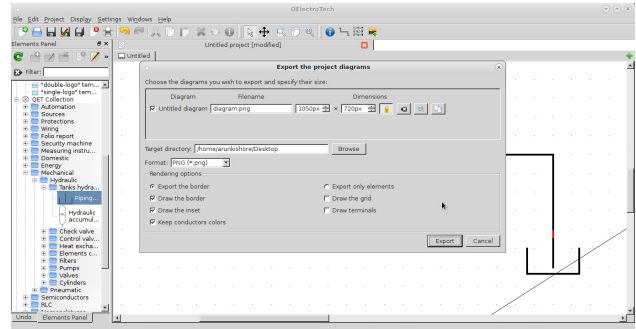 QElectroTech
File Edit Project Display Settings Windows Help
Elements Panel
Untitled project [modified]
Untitled
Filter:
"double-logo" tem...
"single-logo" tem...
QET Collection
Automation
Sources
Protections
Wiring
Folio report
Security machine
Measuring instru...
Domestic
Energy
Mechanical
Hydraulic
Tanks hydra...
Piping...
Hydraulic
accumul...
Check valve
Control valv...
Heat excha...
Elements c...
Filters
Pumps
Valves
Cylinders
Pneumatic
Semiconductors
RLC
Undo Elements Panel
Export the project diagrams
Choose the diagrams you wish to export and specify their size:
Diagram Filename Dimensions
Untitled diagram diagram.png 1050px × 720px
Target directory: /home/arunkishore/Desktop Browse
Format: PNG (*.png)
Rendering options
Export the border Export only elements
Draw the border Draw the grid
Draw the inset Draw terminals
Keep conductors colors
Export Cancel